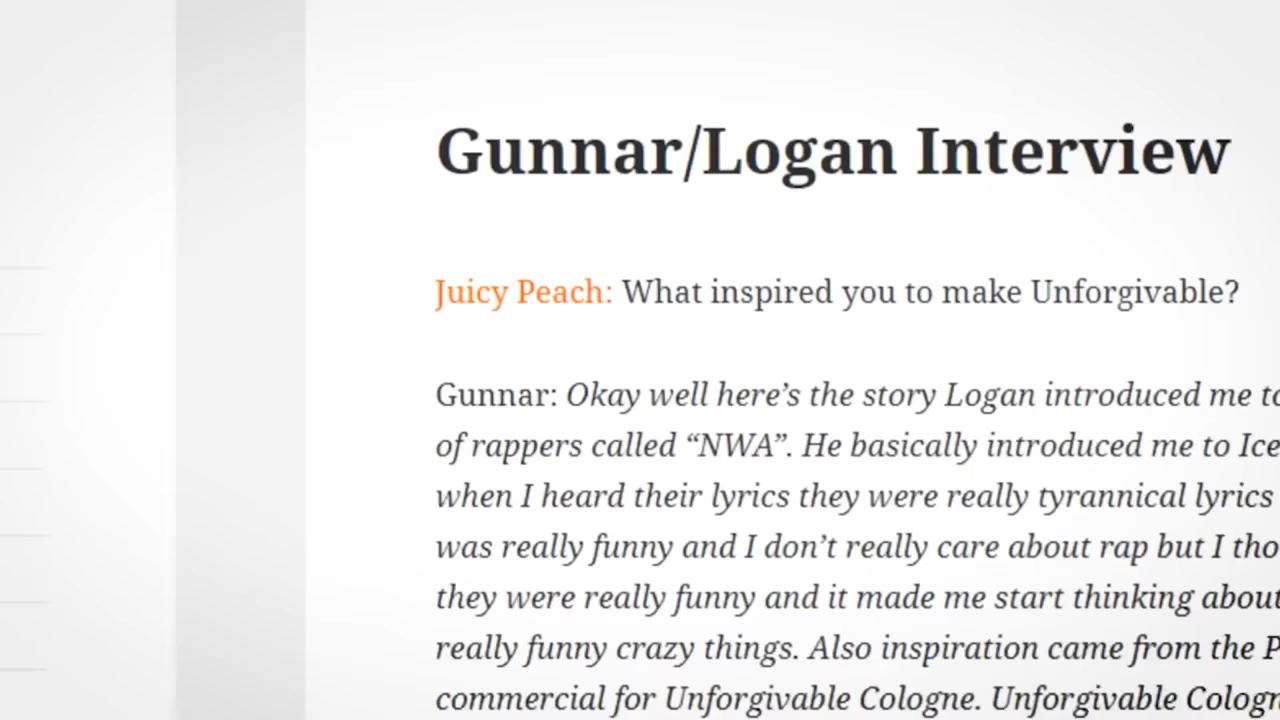 Gunnar/Logan Interview
Juicy Peach: What inspired you to make Unforgivable?
Gunnar: Okay well here’s the story Logan introduced me to
of rappers called “NWA”. He basically introduced me to Ice
when I heard their lyrics they were really tyrannical lyrics
was really funny and I don’t really care about rap but I tho
they were really funny and it made me start thinking about
really funny crazy things. Also inspiration came from the P
commercial for Unforgivable Cologne. Unforgivable Cologn